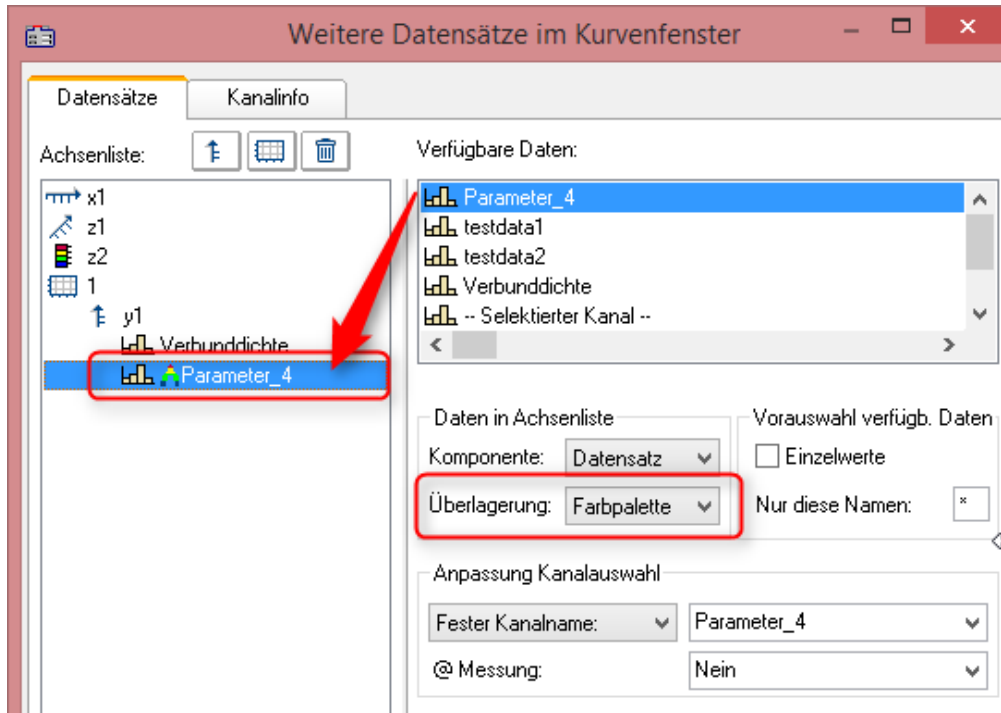 Weitere Datensätze im Kurvenfenster
Datensätze
Kanalinfo
Achsenliste:
x1
z1
z2
1
y1
Verbunddichte
Parameter_4
Verfügbare Daten:
Parameter_4
testdata1
testdata2
Verbunddichte
-- Selektierter Kanal --
Daten in Achsenliste
Komponente: Datensatz
Überlagerung: Farbpalette
Vorauswahl verfügb. Daten
Einzelwerte
Nur diese Namen: *
Anpassung Kanalauswahl
Fester Kanalname: Parameter_4
@ Messung: Nein